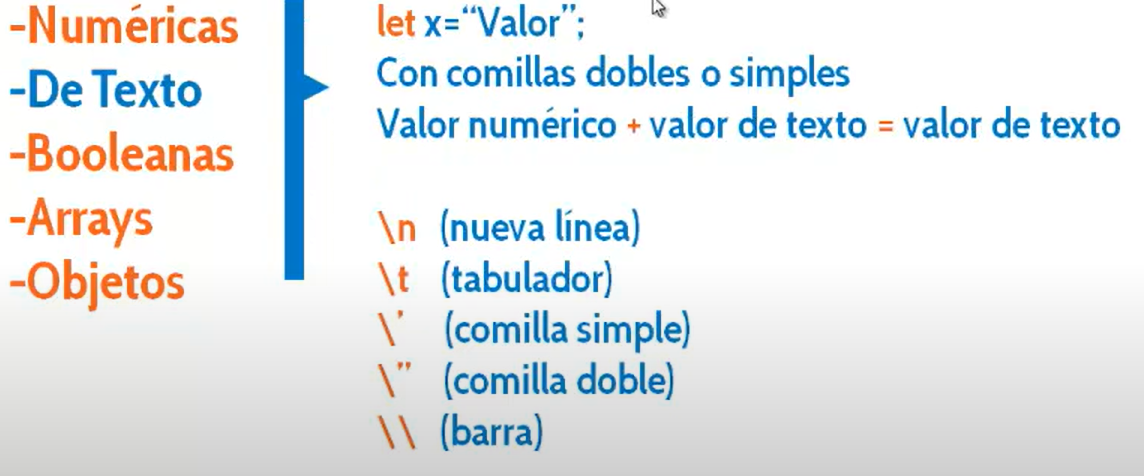 -Numéricas
-De Texto
-Booleanas
-Arrays
-Objetos
let x=“Valor”;
Con comillas dobles o simples
Valor numérico + valor de texto = valor de texto
\n (nueva línea)
\t (tabulador)
\’ (comilla simple)
\” (comilla doble)
\\ (barra)